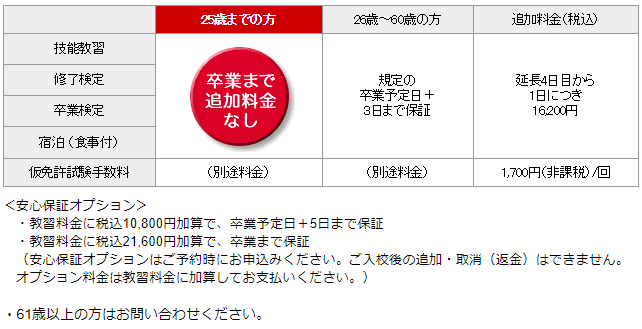 25歳までの方 26歳～60歳の方 追加料金(税込)
技能教習
修了検定
卒業検定
宿泊(食事付)
卒業まで
追加料金
なし
規定の
卒業予定日＋
3日まで保証
延長4日目から
1日につき
16,200円
仮免許試験手数料 (別途料金) (別途料金) 1,700円(非課税)/回
＜安心保証オプション＞
・教習料金に税込10,800円加算で、卒業予定日＋5日まで保証
・教習料金に税込21,600円加算で、卒業まで保証
（安心保証オプションはご予約時にお申込みください。ご入校後の追加・取消（返金）はできません。
オプション料金は教習料金に加算してお支払いください。）
・61歳以上の方はお問い合わせください。